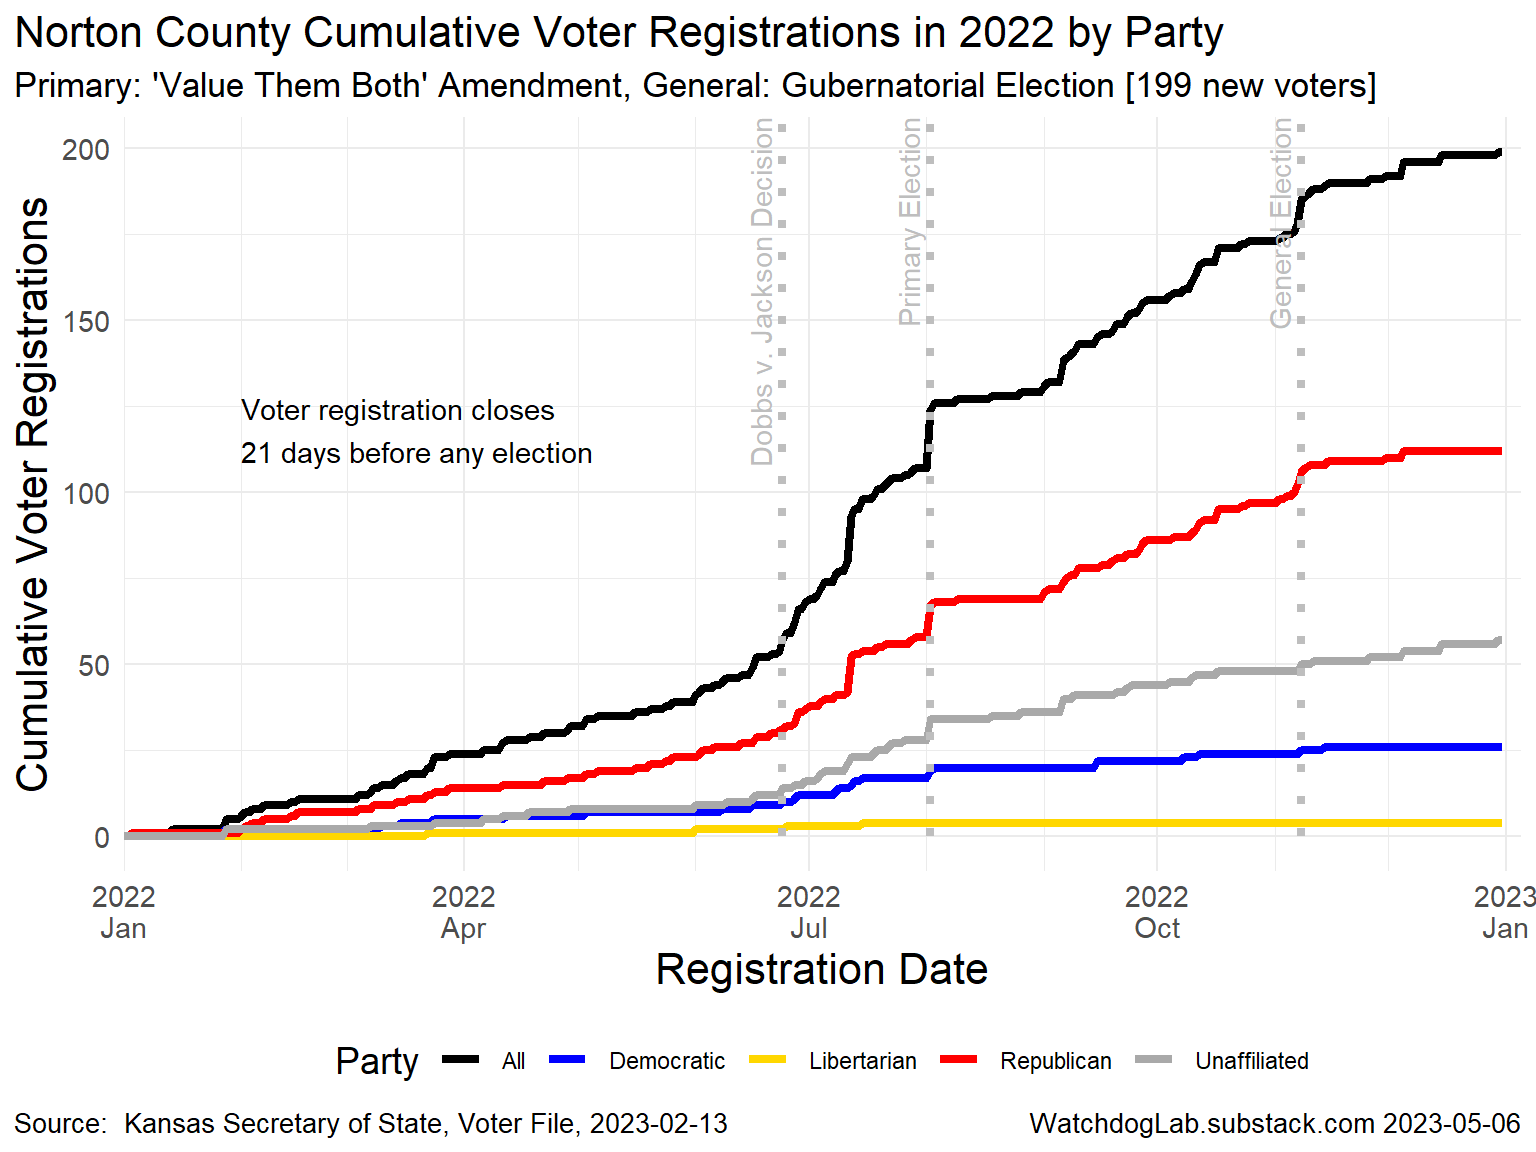 Norton County Cumulative Voter Registrations in 2022 by Party
Primary: 'Value Them Both' Amendment, General: Gubernatorial Election [199 new voters]
Cumulative Voter Registrations
200
150
100
50
0
Dobbs v. Jackson Decision
Primary Election
General Election
Voter registration closes
21 days before any election
2022
Jan
2022
Apr
2022
Jul
2022
Oct
2023
Jan
Registration Date
Party
All
Democratic
Libertarian
Republican
Unaffiliated
Source:  Kansas Secretary of State, Voter File, 2023-02-13
WatchdogLab.substack.com 2023-05-06